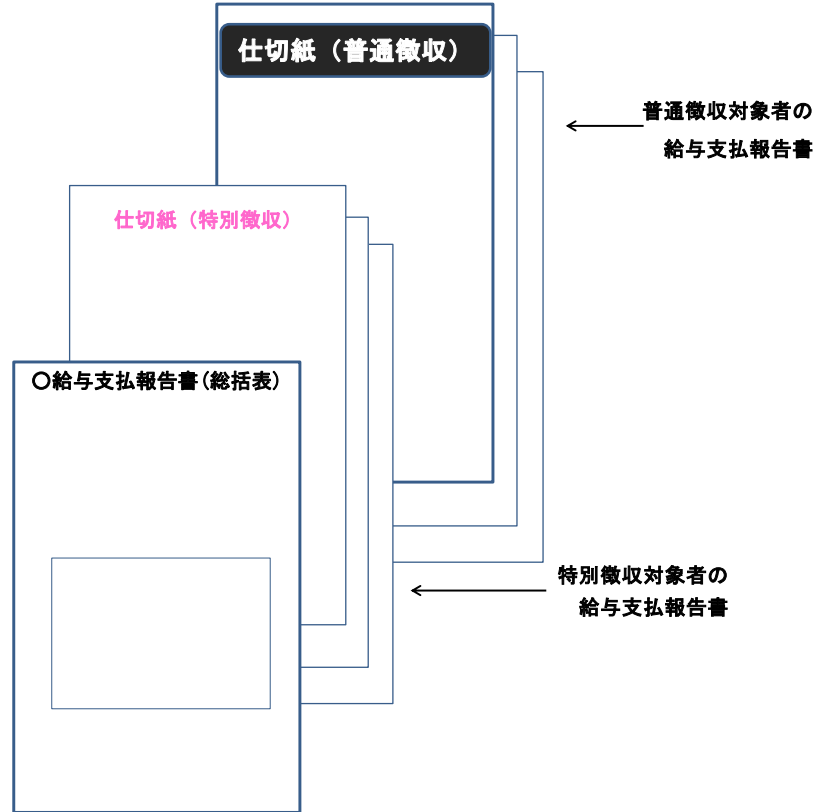 仕切紙（普通徴収）
普通徴収対象者の
給与支払報告書
仕切紙（特別徴収）
〇給与支払報告書(総括表)
特別徴収対象者の
給与支払報告書